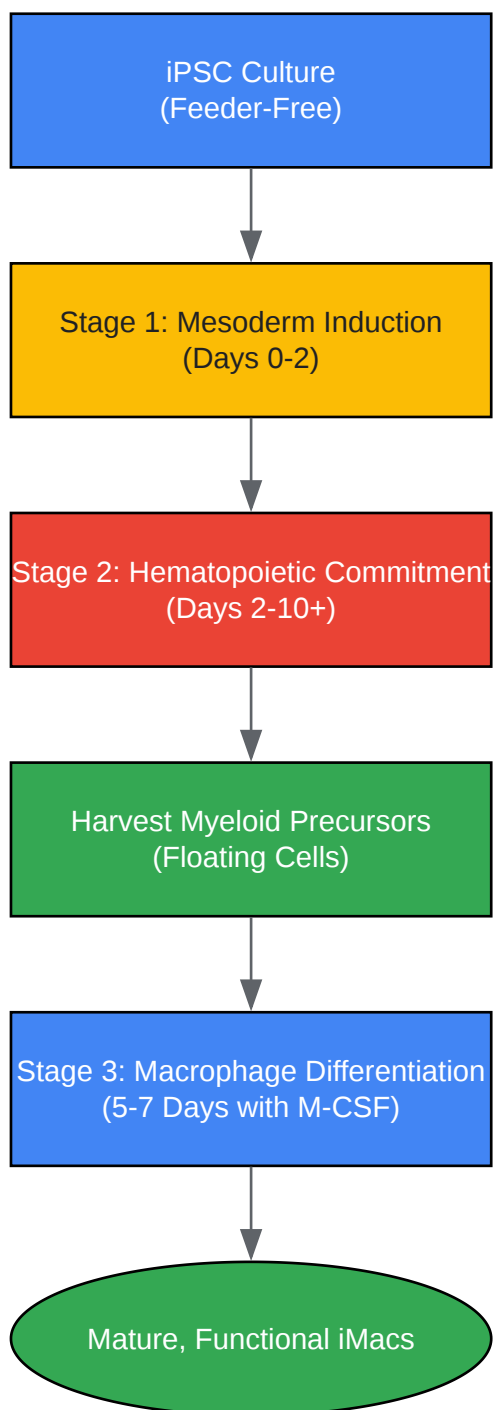 iPSC Culture
(Feeder-Free)
Stage 1: Mesoderm Induction
(Days 0-2)
Stage 2: Hematopoietic Commitment
(Days 2-10+)
Harvest Myeloid Precursors
(Floating Cells)
Stage 3: Macrophage Differentiation
(5-7 Days with M-CSF)
Mature, Functional iMacs